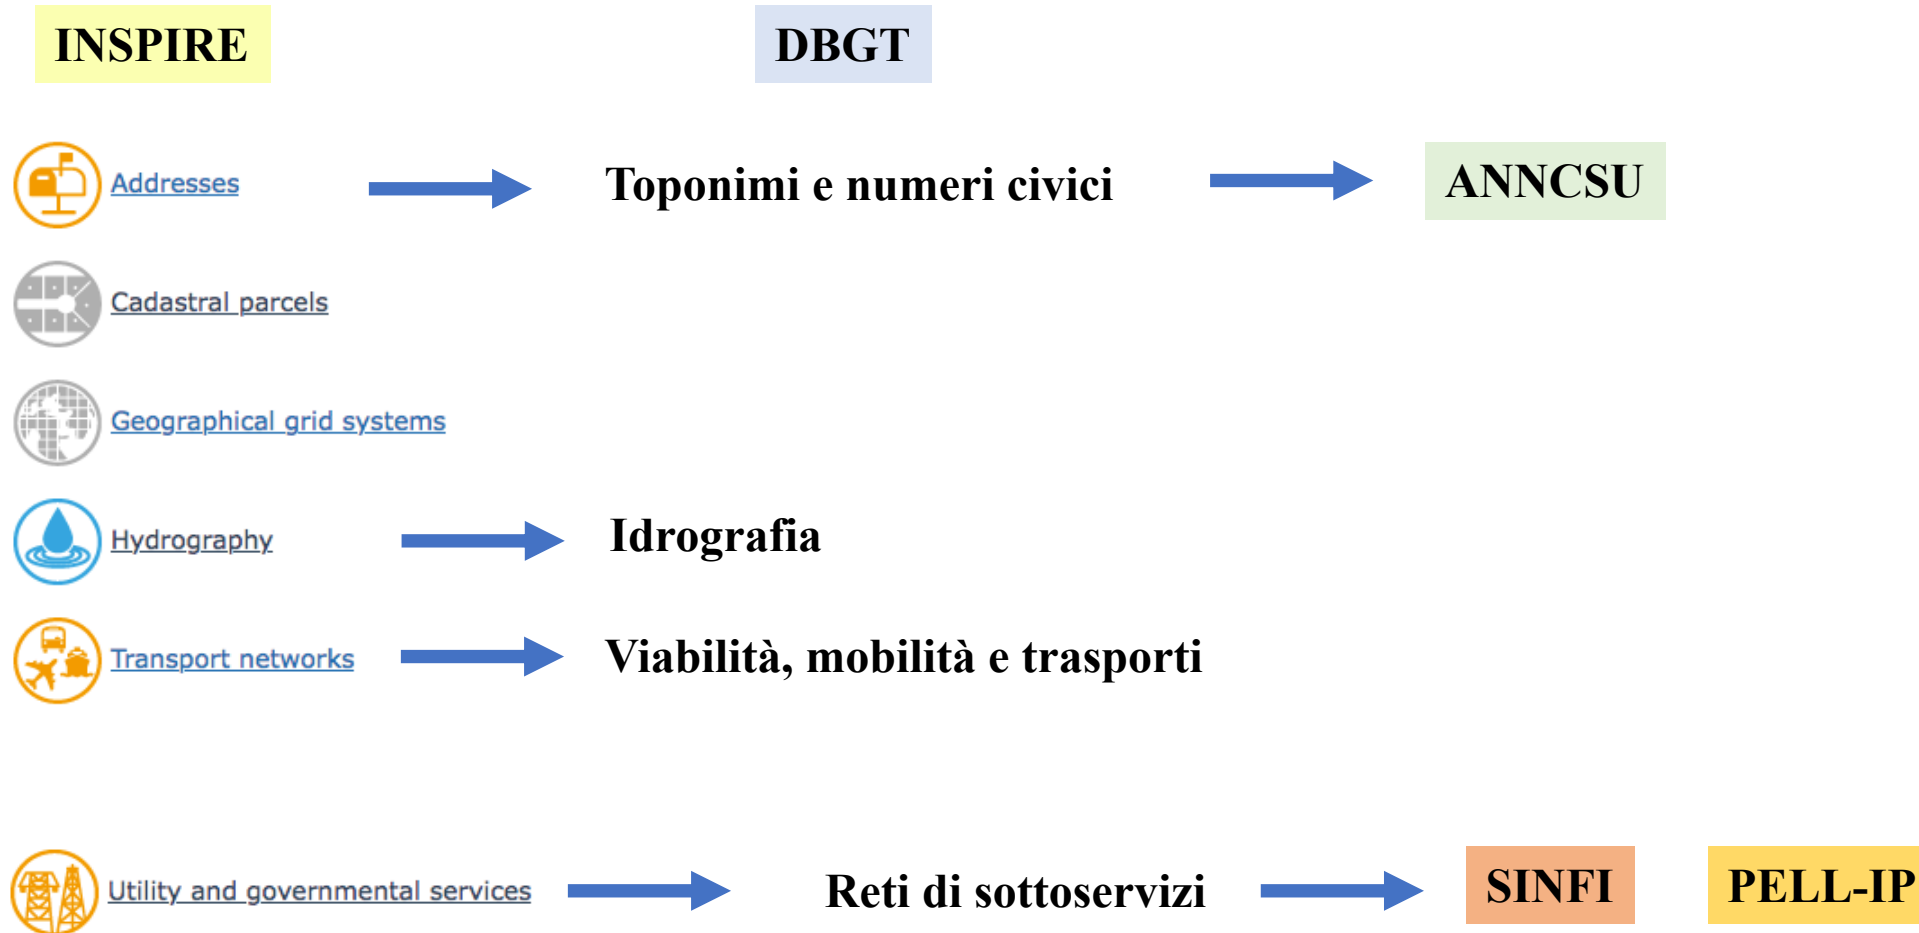 INSPIRE DBGT
Addresses Toponimi e numeri civici ANNCSU
Cadastral parcels
Geographical grid systems
Hydrography Idrografia
Transport networks Viabilità, mobilità e trasporti
Utility and governmental services Reti di sottoservizi SINFI PELL-IP